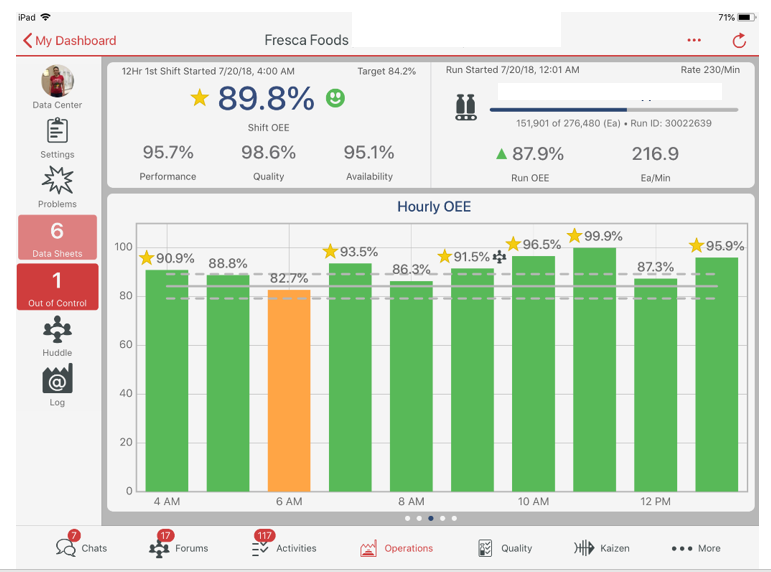 iPad 71%
My Dashboard Fresca Foods
12Hr 1st Shift Started 7/20/18, 4:00 AM Target 84.2%
89.8%
Shift OEE
95.7% 98.6% 95.1%
Performance Quality Availability
Run Started 7/20/18, 12:01 AM Rate 230/Min
151,901 of 276,480 (Ea) • Run ID: 30022639
87.9% 216.9
Run OEE Ea/Min
Data Center
Settings
Problems
6
Data Sheets
1
Out of Control
Huddle
@
Log
Hourly OEE
100
80
60
40
20
0
90.9%
88.8%
82.7%
93.5%
86.3%
91.5%
96.5%
99.9%
87.3%
95.9%
4 AM 6 AM 8 AM 10 AM 12 PM
7 Chats
17 Forums
117 Activities
Operations
Quality
Kaizen
More